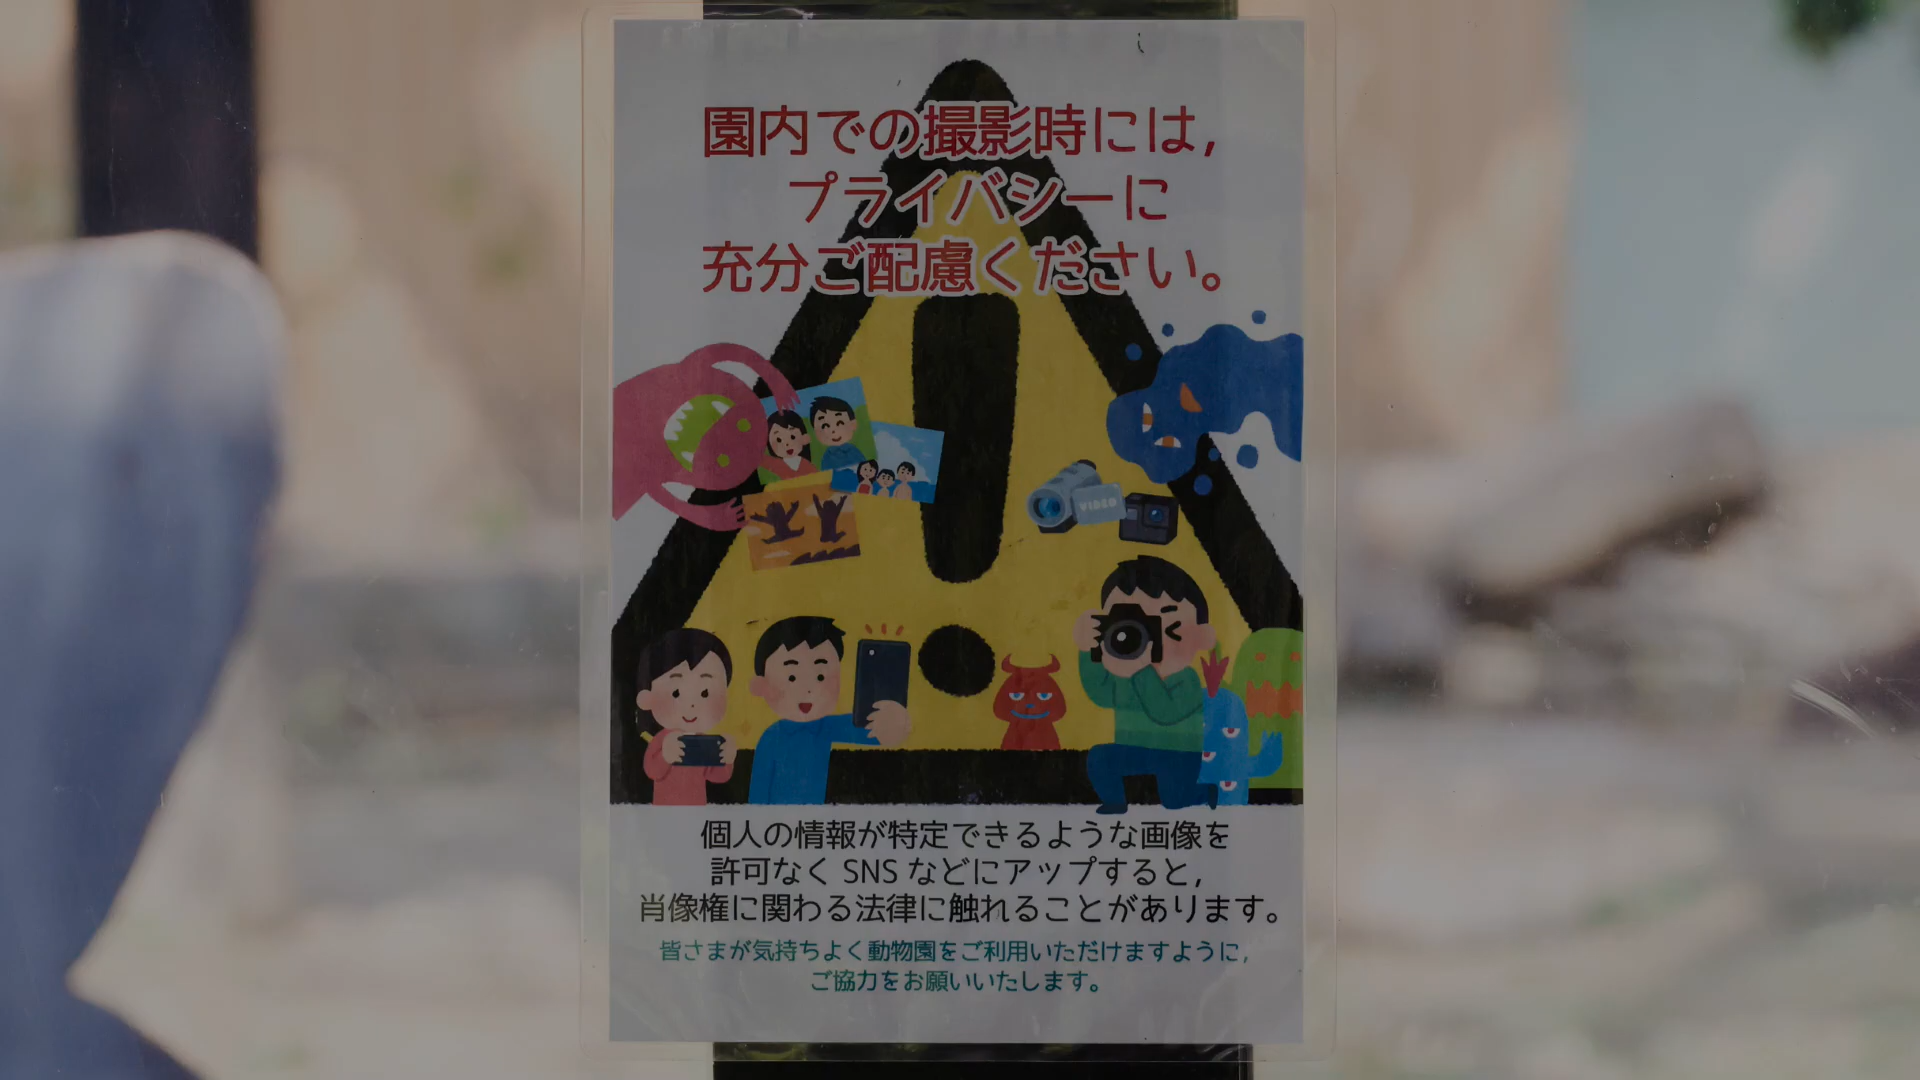 園内での撮影時には,
プライバシーに
充分ご配慮ください。
VIDEO
個人の情報が特定できるような画像を
許可なく SNS などにアップすると,
肖像権に関わる法律に触れることがあります。
皆さまが気持ちよく動物園をご利用いただけますように,
ご協力をお願いいたします。